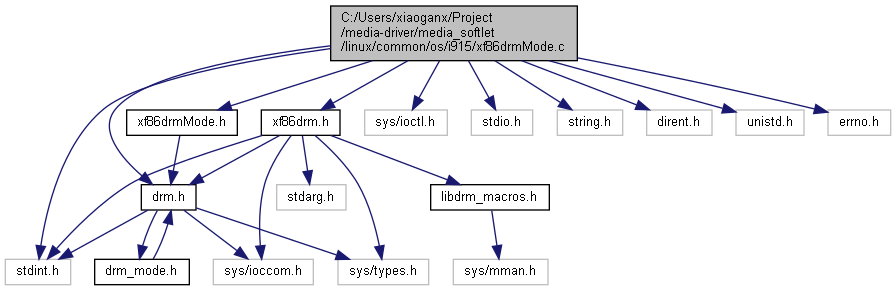 C:/Users/xiaoganx/Project
/media-driver/media_softlet
/linux/common/os/i915/xf86drmMode.c
xf86drmMode.h
xf86drm.h
sys/ioctl.h
stdio.h
string.h
dirent.h
unistd.h
errno.h
drm.h
stdarg.h
libdrm_macros.h
stdint.h
drm_mode.h
sys/ioccom.h
sys/types.h
sys/mman.h